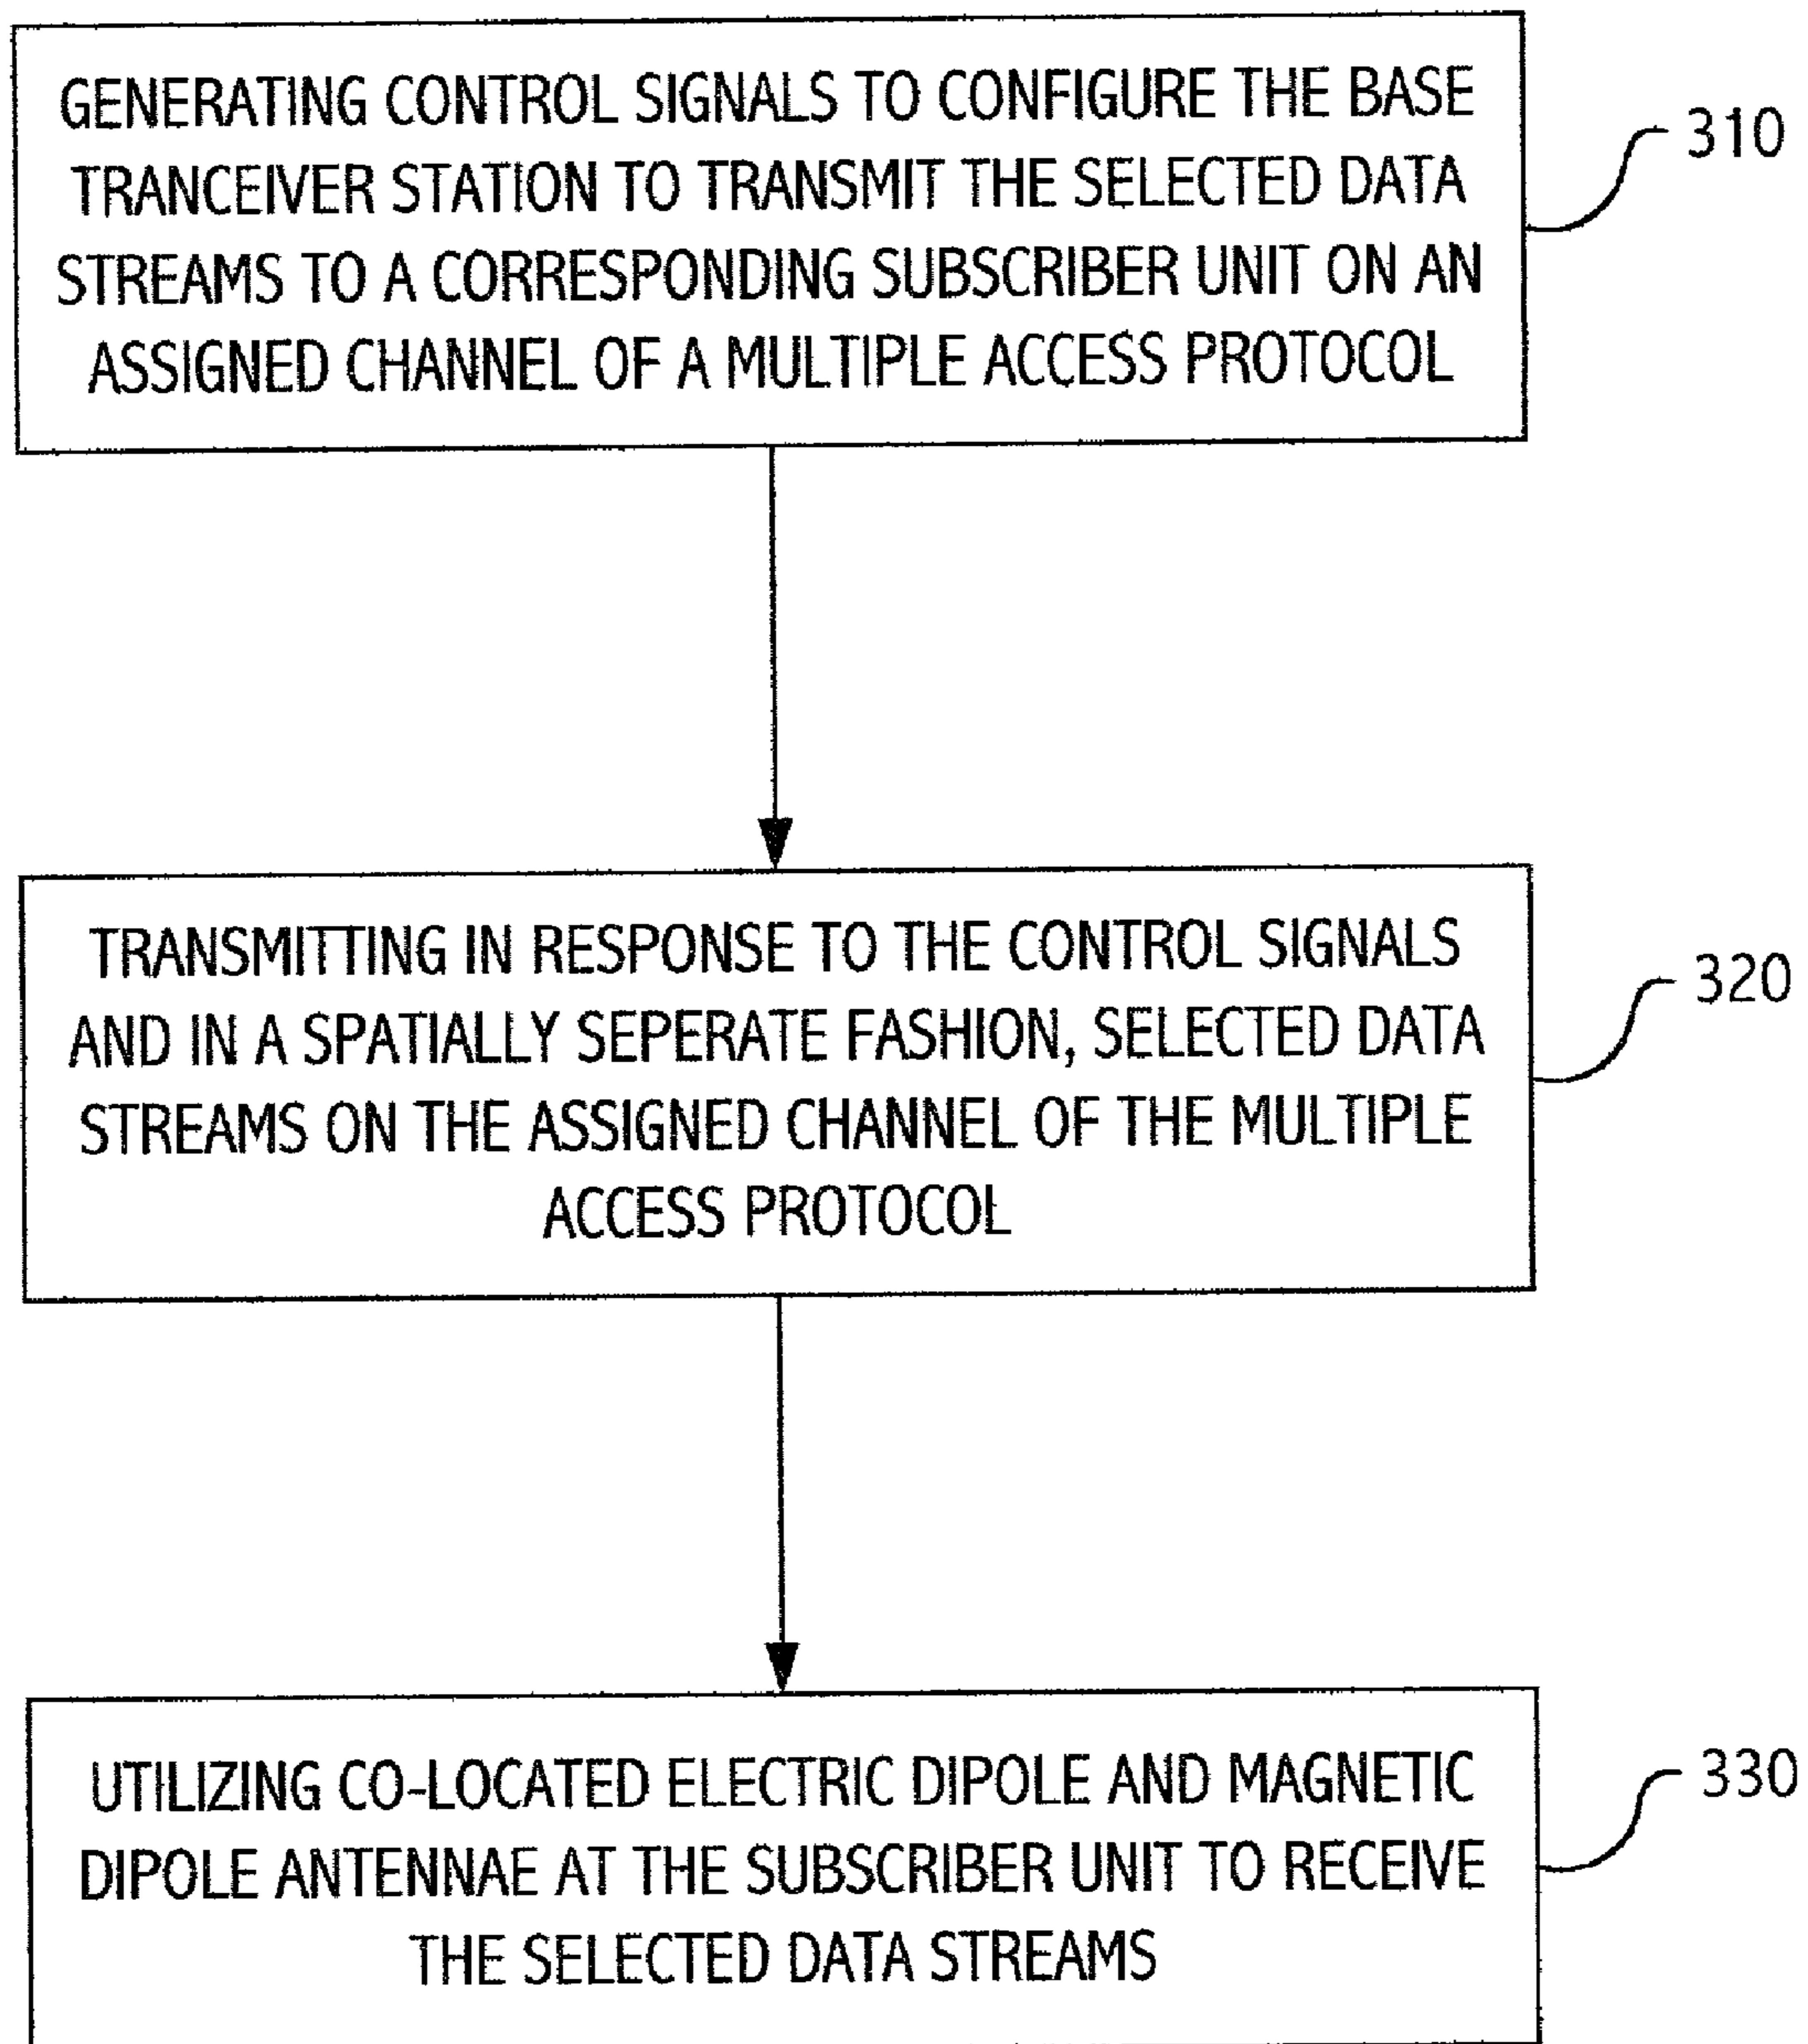 GENERATING CONTROL SIGNALS TO CONFIGURE THE BASE
TRANCEIVER STATION TO TRANSMIT THE SELECTED DATA
STREAMS TO A CORRESPONDING SUBSCRIBER UNIT ON AN
ASSIGNED CHANNEL OF A MULTIPLE ACCESS PROTOCOL
310
TRANSMITTING IN RESPONSE TO THE CONTROL SIGNALS
AND IN A SPATIALLY SEPERATE FASHION, SELECTED DATA
STREAMS ON THE ASSIGNED CHANNEL OF THE MULTIPLE
ACCESS PROTOCOL
320
UTILIZING CO-LOCATED ELECTRIC DIPOLE AND MAGNETIC
DIPOLE ANTENNAE AT THE SUBSCRIBER UNIT TO RECEIVE
THE SELECTED DATA STREAMS
330